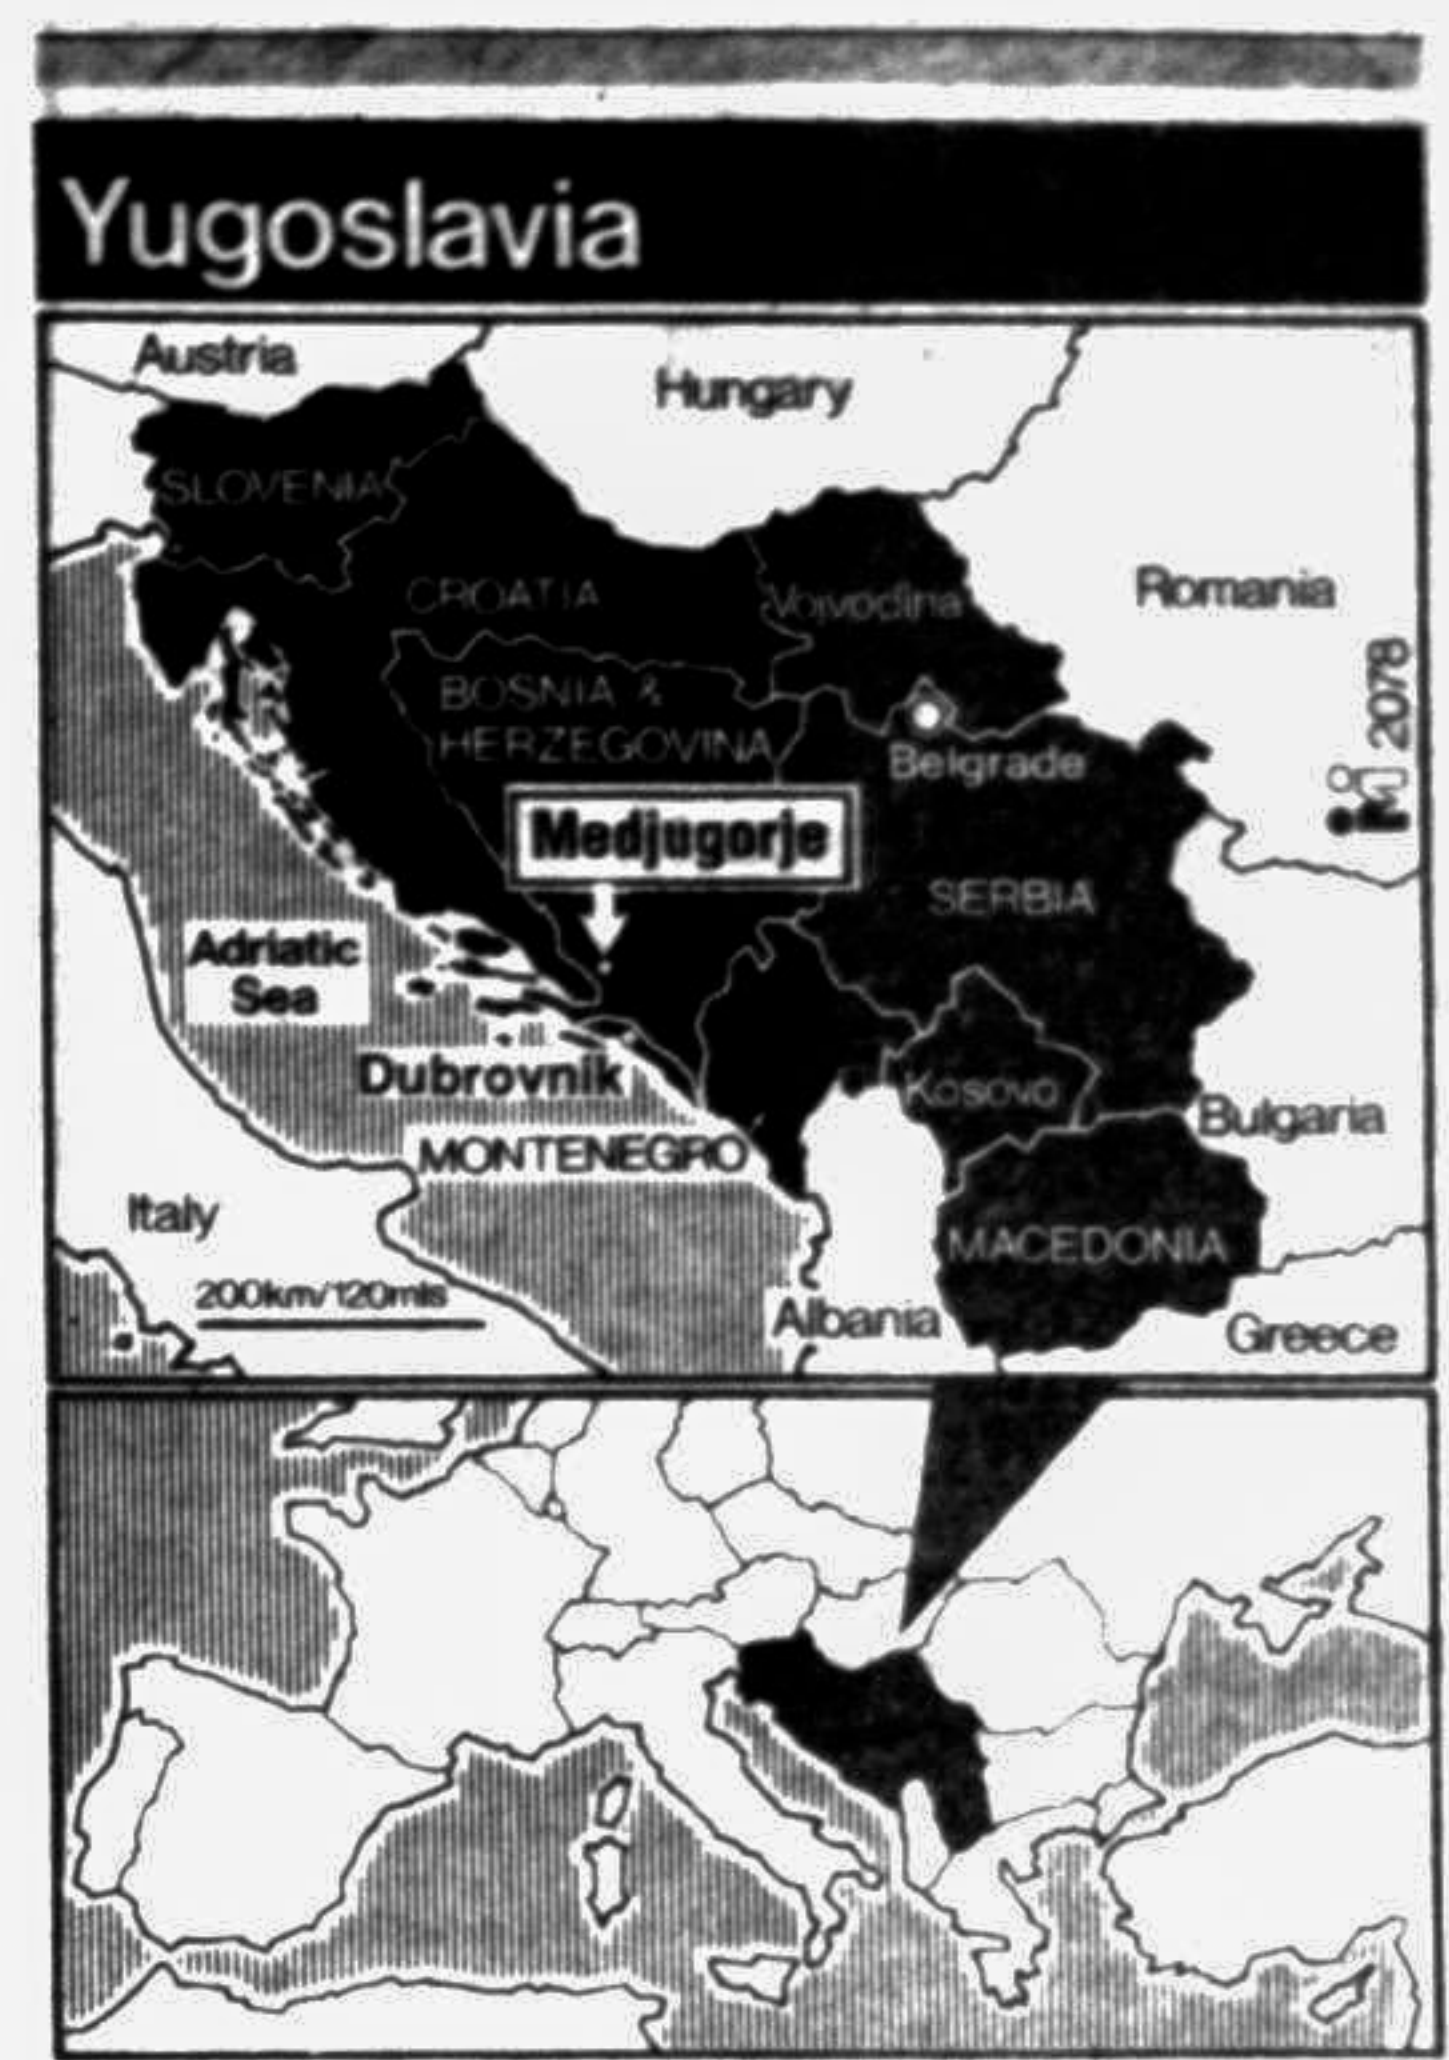 Yugoslavia
Austria
Hungary
SLOVENIA
CROATIA
Vojvodina
Romania
BOSNIA &
HERZEGOVINA
2078
Belgrade
Medjugorje
SERBIA
Adriatic
Sea
Dubrovnik
Kosovo
Bulgaria
MONTENEGRO
Italy
MACEDONIA
200km/120mls
Albania
Greece